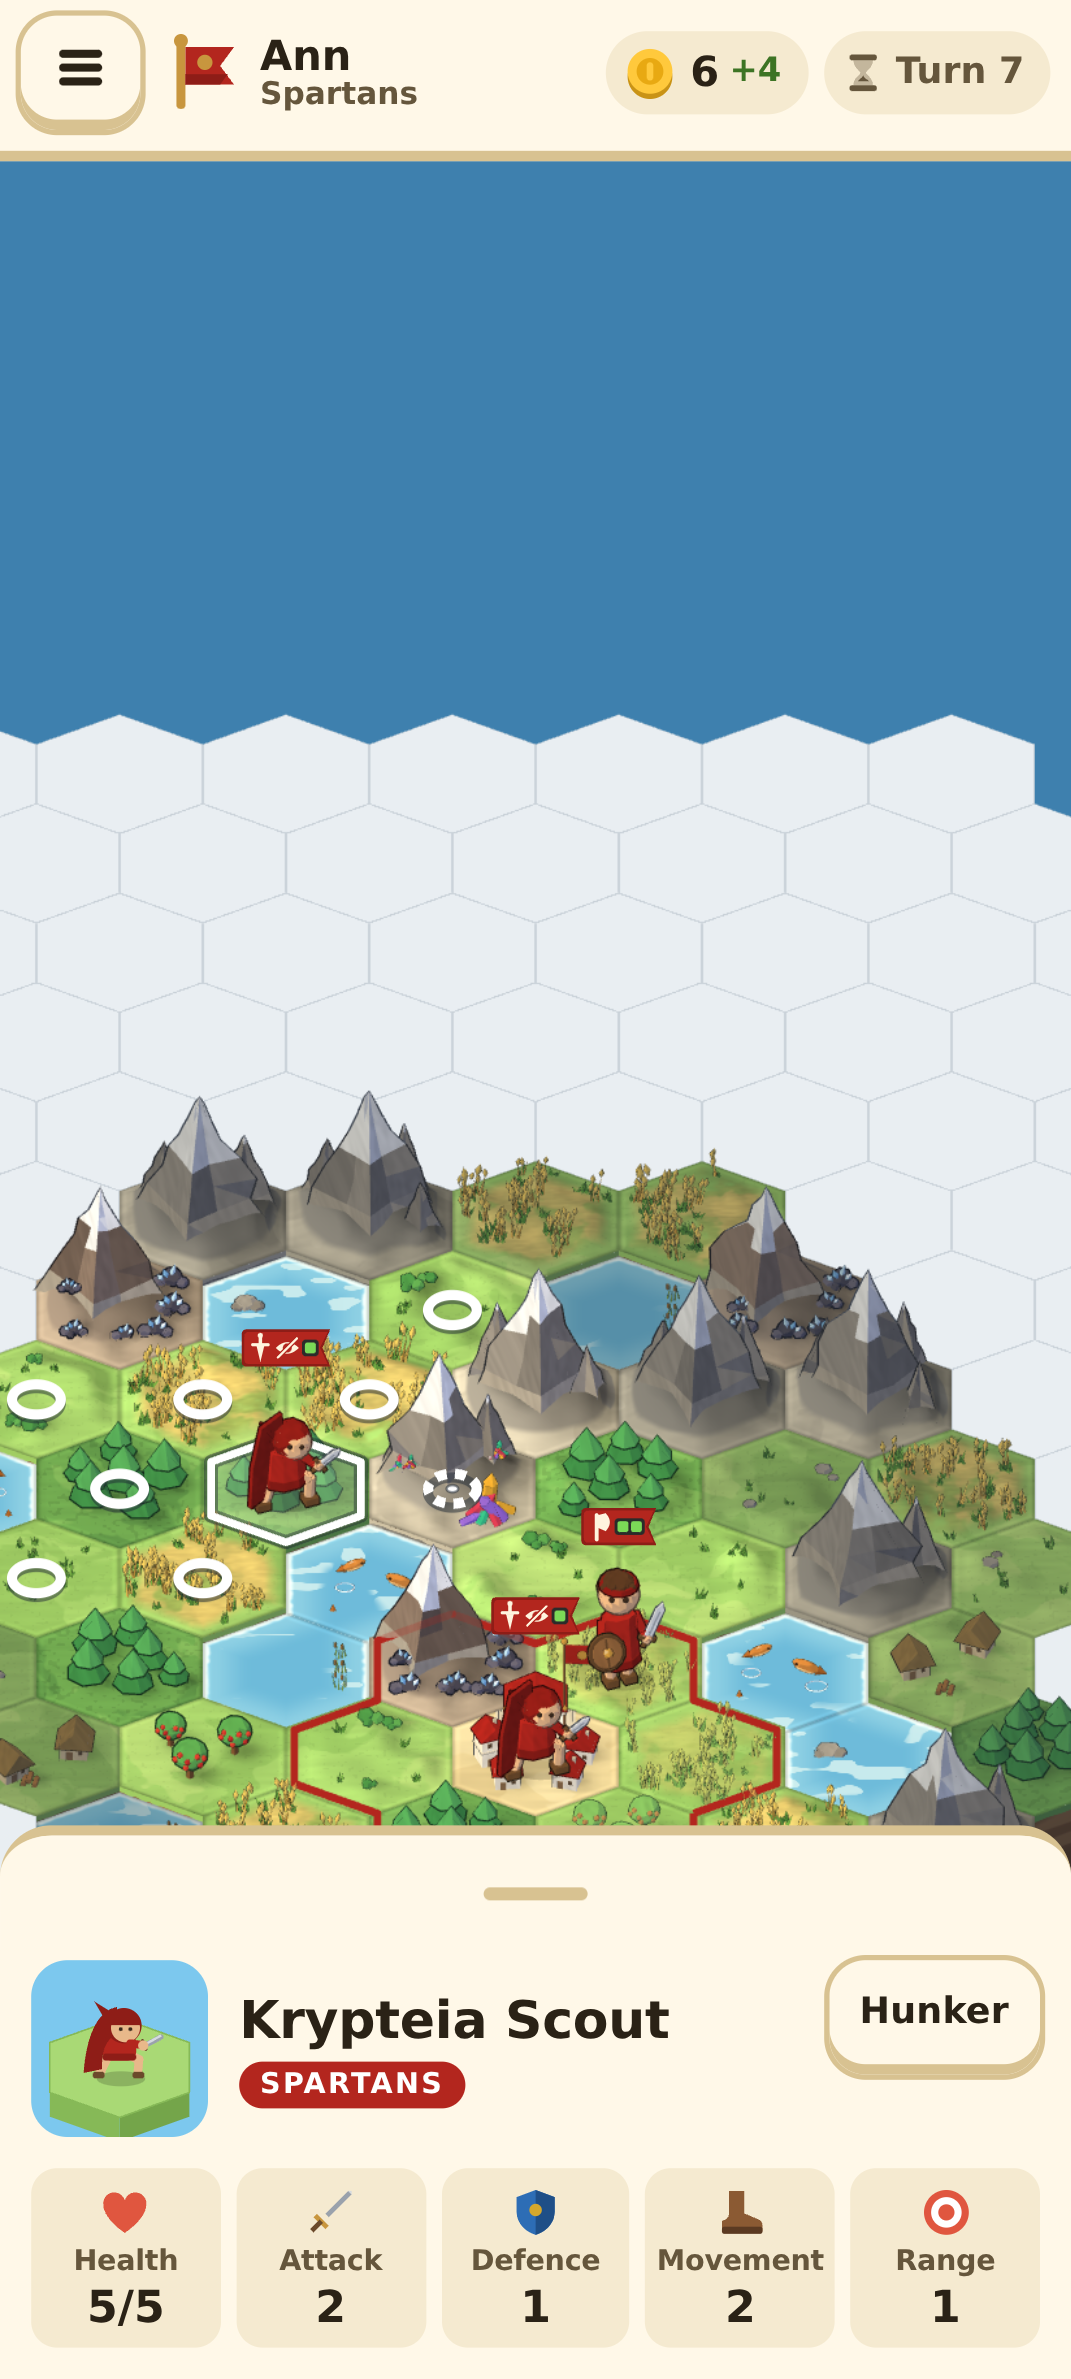 Ann
Spartans
6 +4
Turn 7
Krypteia Scout
SPARTANS
Hunker
Health
5/5
Attack
2
Defence
1
Movement
2
Range
1